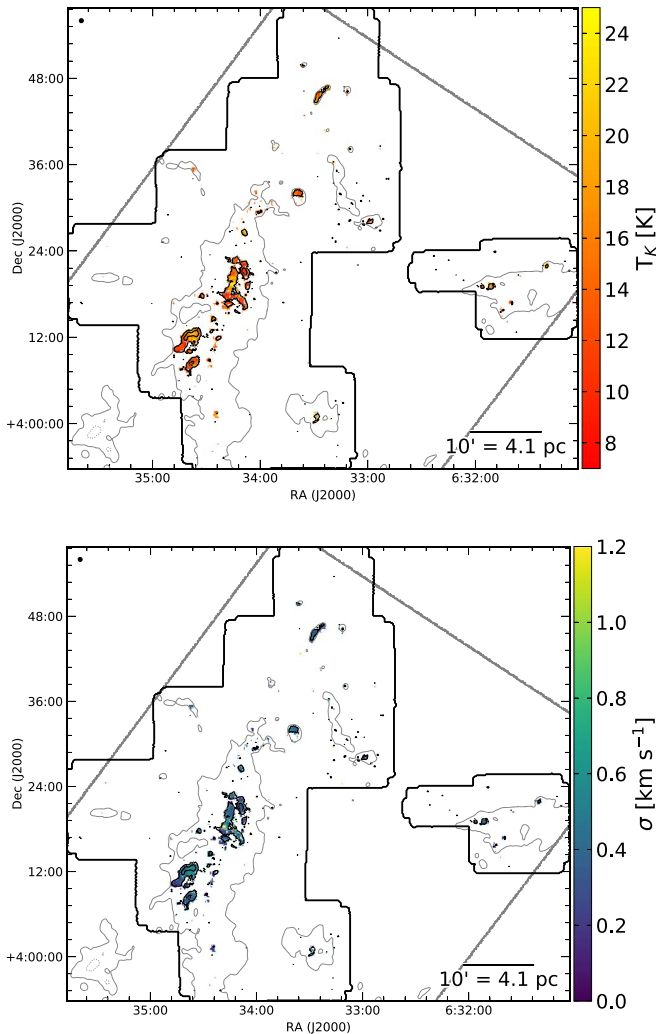 48:00
36:00
24:00
12:00
+4:00:00
Dec (J2000)
35:00 34:00 33:00 6:32:00
RA (J2000)
10' = 4.1 pc
24
22
20
18
16
14
12
10
8
T_K [K]
48:00
36:00
24:00
12:00
+4:00:00
Dec (J2000)
35:00 34:00 33:00 6:32:00
RA (J2000)
10' = 4.1 pc
1.2
1.0
0.8
0.6
0.4
0.2
0.0
σ [km s⁻¹]